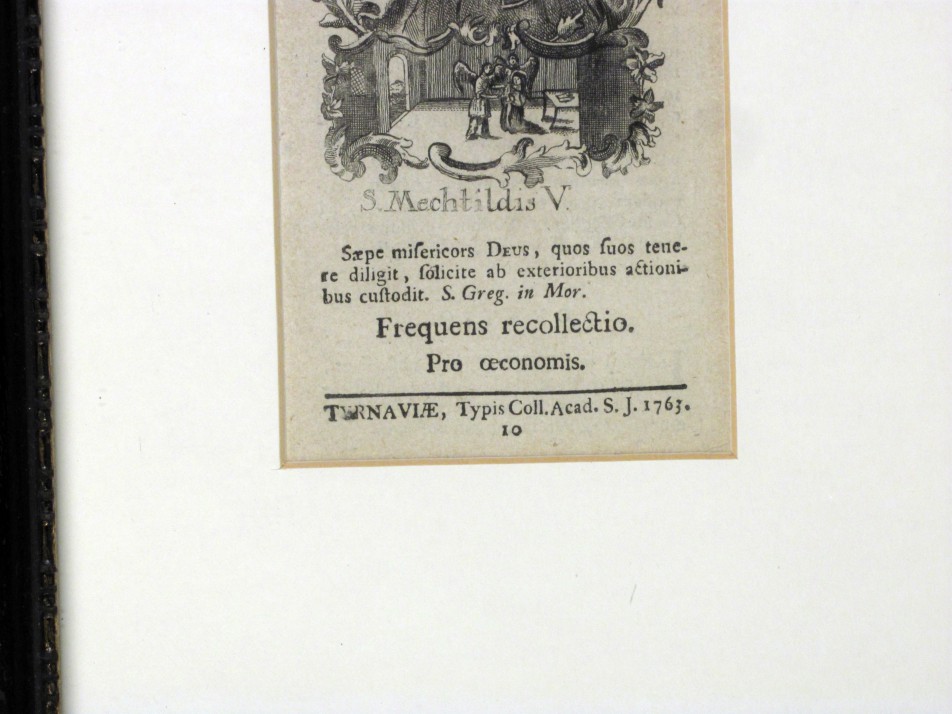 S. Mechtildis V.
Sæpe miſericors DEUS, quos ſuos tene-
re diligit, ſolicite ab exterioribus actioni-
bus cuſtodit. S. Greg. in Mor.
Frequens recollectio.
Pro œconomis.
TYRNAVIÆ, Typis Coll. Acad. S. J. 1763.
10